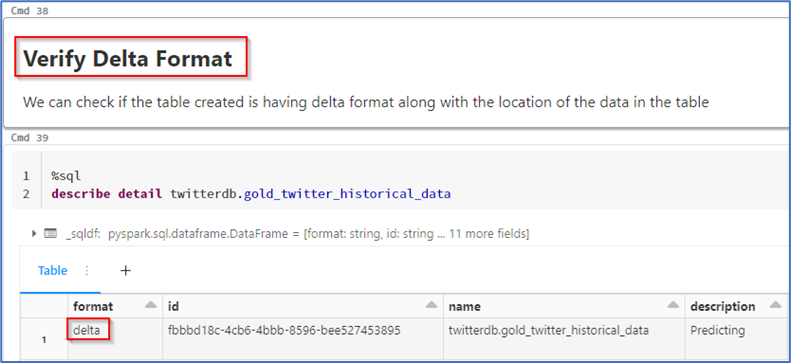 Cmd 38
Verify Delta Format
We can check if the table created is having delta format along with the location of the data in the table
Cmd 39
1 %sql
2 describe detail twitterdb.gold_twitter_historical_data
_sqldf: pyspark.sql.dataframe.DataFrame = [format: string, id: string ... 11 more fields]
Table +
format id name description
1 delta fbbbd18c-4cb6-4bbb-8596-bee527453895 twitterdb.gold_twitter_historical_data Predicting